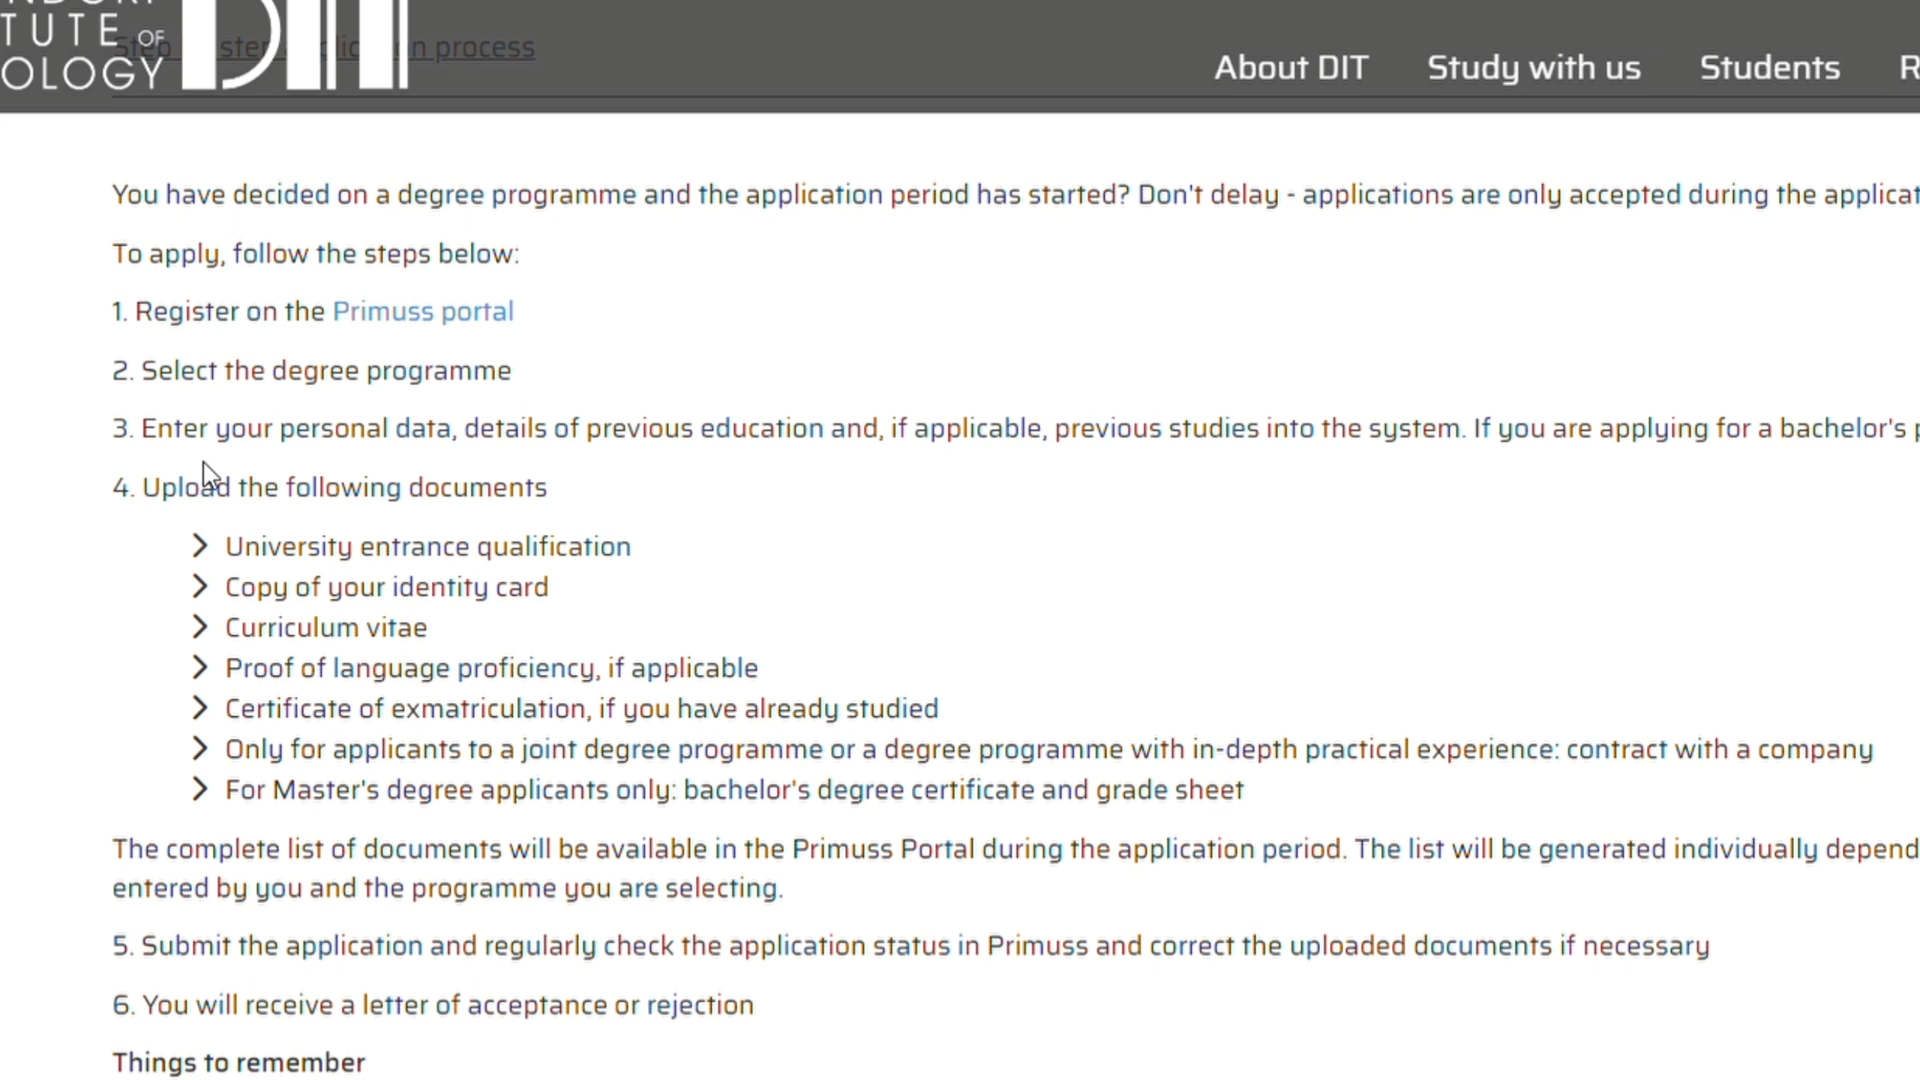 TUTE OF
OLOGY
DIT
process
About DIT
Study with us
Students
R
You have decided on a degree programme and the application period has started? Don't delay - applications are only accepted during the applicat
To apply, follow the steps below:
1. Register on the Primuss portal
2. Select the degree programme
3. Enter your personal data, details of previous education and, if applicable, previous studies into the system. If you are applying for a bachelor's p
4. Upload the following documents
University entrance qualification
Copy of your identity card
Curriculum vitae
Proof of language proficiency, if applicable
Certificate of exmatriculation, if you have already studied
Only for applicants to a joint degree programme or a degree programme with in-depth practical experience: contract with a company
For Master's degree applicants only: bachelor's degree certificate and grade sheet
The complete list of documents will be available in the Primuss Portal during the application period. The list will be generated individually depend
entered by you and the programme you are selecting.
5. Submit the application and regularly check the application status in Primuss and correct the uploaded documents if necessary
6. You will receive a letter of acceptance or rejection
Things to remember